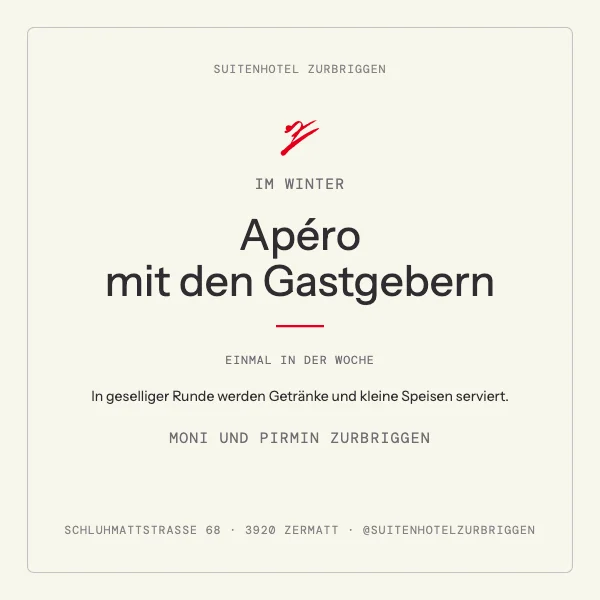 SUITENHOTEL ZURBRIGGEN
IM WINTER
Apéro
mit den Gastgebern
EINMAL IN DER WOCHE
In geselliger Runde werden Getränke und kleine Speisen serviert.
MONI UND PIRMIN ZURBRIGGEN
SCHLUHMATTSTRASSE 68 · 3920 ZERMATT · @SUITENHOTELZURBRIGGEN